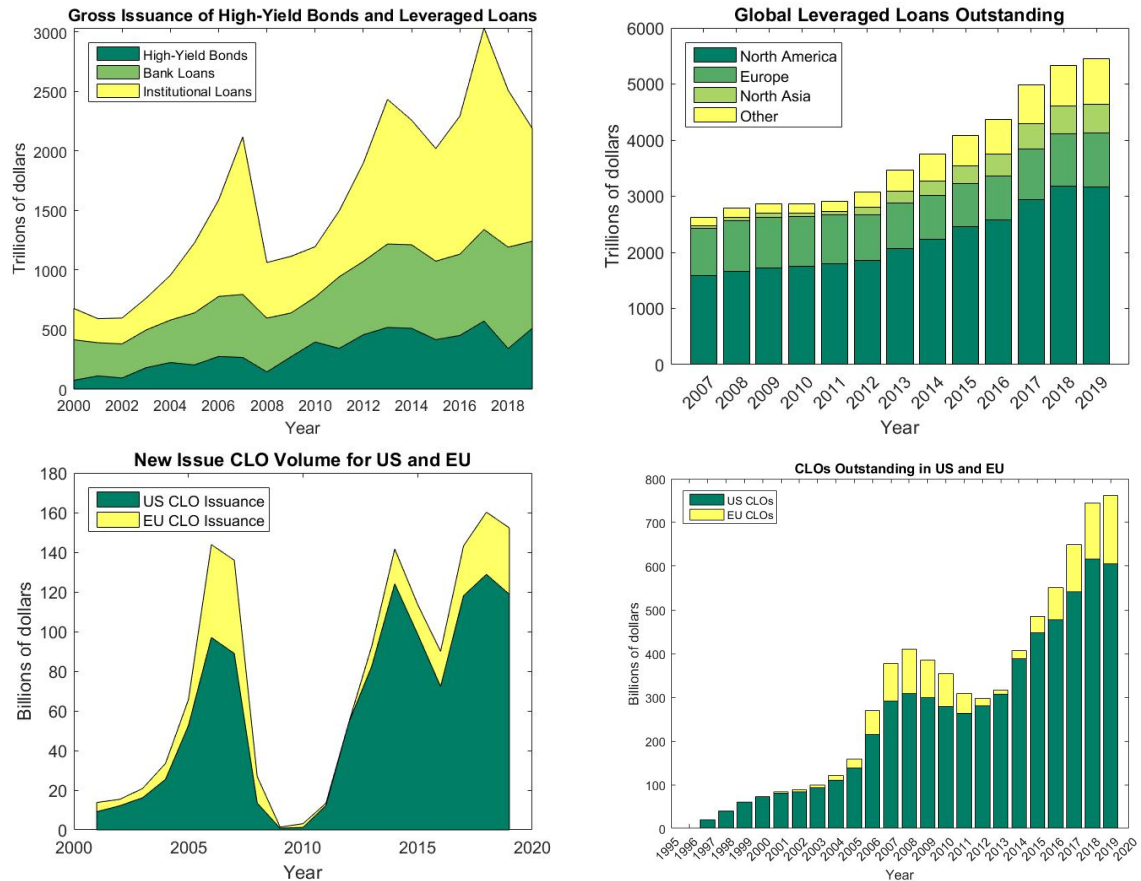 Gross Issuance of High-Yield Bonds and Leveraged Loans
3000
2500
2000
1500
1000
500
0
Trillions of dollars
High-Yield Bonds
Bank Loans
Institutional Loans
2000 2002 2004 2006 2008 2010 2012 2014 2016 2018
Year
Global Leveraged Loans Outstanding
6000
5000
4000
3000
2000
1000
0
Trillions of dollars
North America
Europe
North Asia
Other
2007 2008 2009 2010 2011 2012 2013 2014 2015 2016 2017 2018 2019
Year
New Issue CLO Volume for US and EU
180
160
140
120
100
80
60
40
20
0
Billions of dollars
US CLO Issuance
EU CLO Issuance
2000 2005 2010 2015 2020
Year
CLOs Outstanding in US and EU
800
700
600
500
400
300
200
100
0
Billions of dollars
US CLOs
EU CLOs
1995 1996 1997 1998 1999 2000 2001 2002 2003 2004 2005 2006 2007 2008 2009 2010 2011 2012 2013 2014 2015 2016 2017 2018 2019 2020
Year